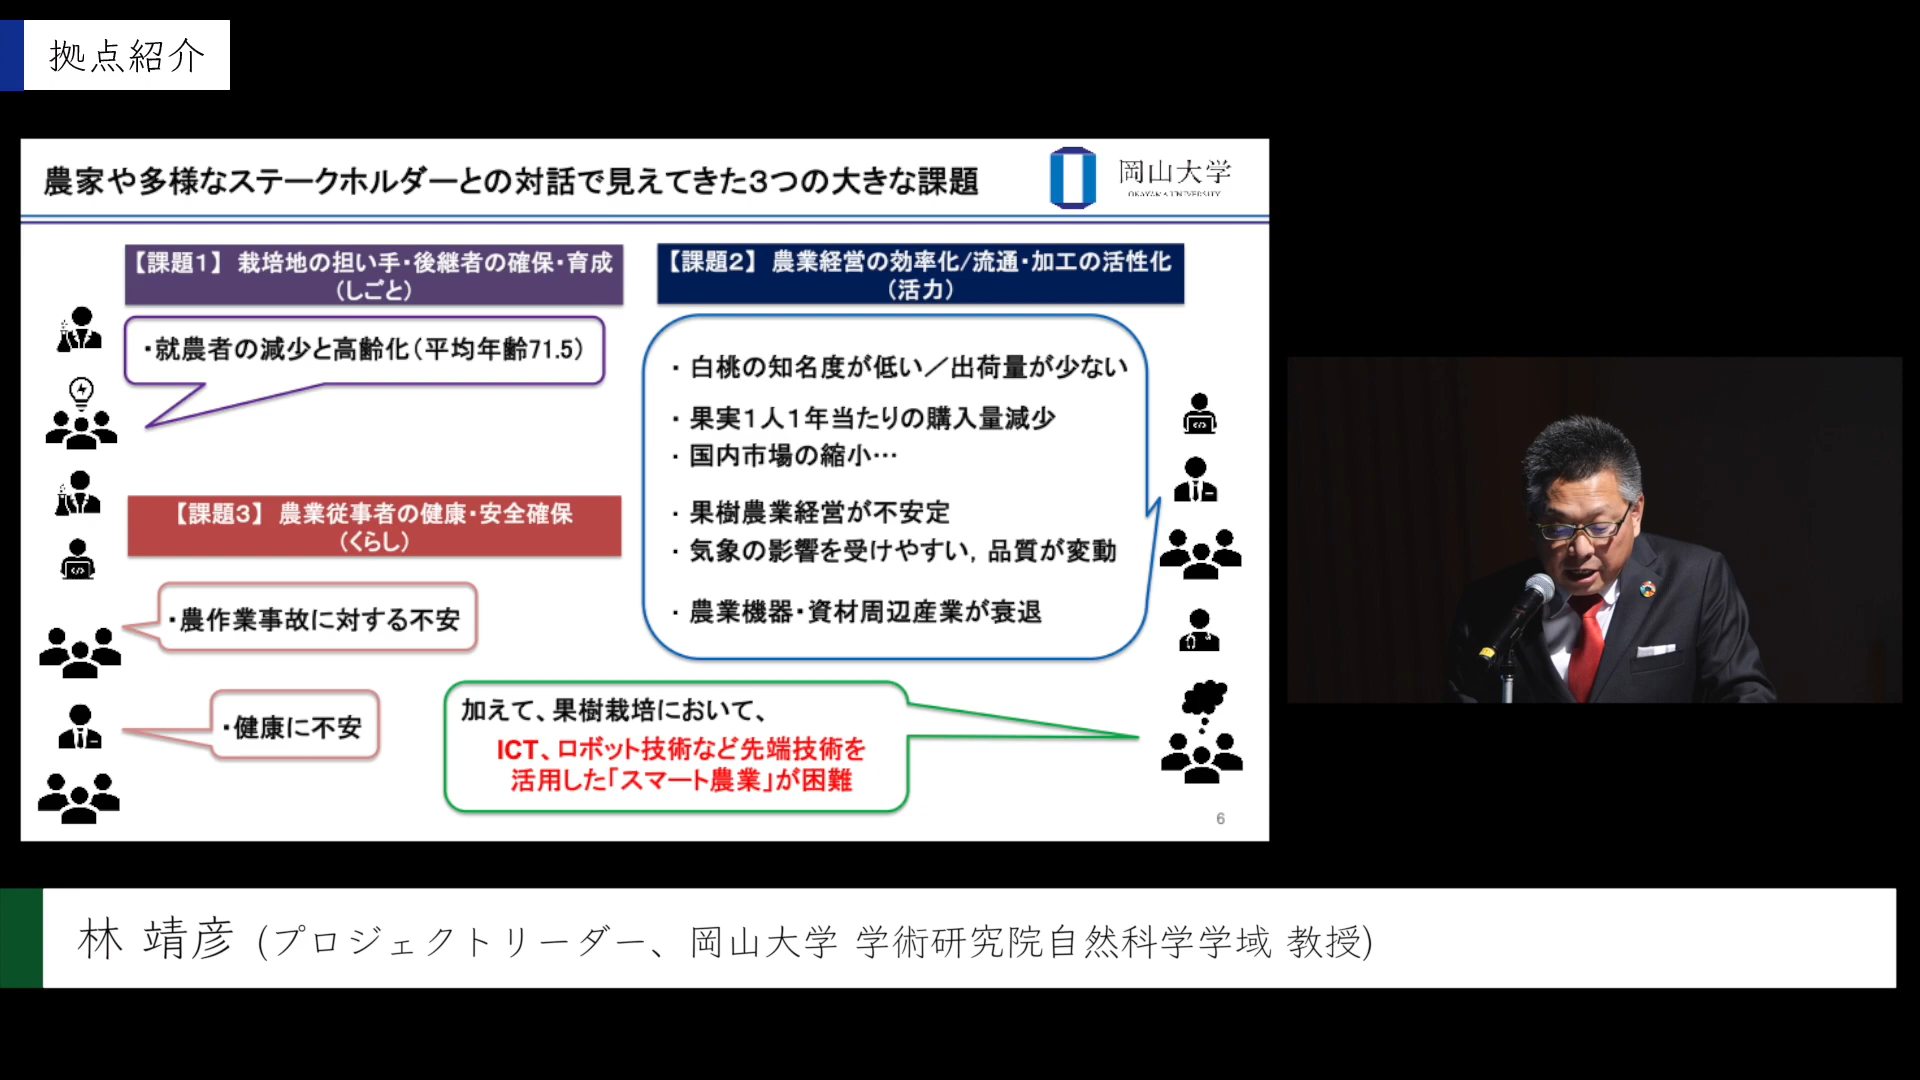 拠点紹介
農家や多様なステークホルダーとの対話で見えてきた3つの大きな課題
岡山大学
OKAYAMA UNIVERSITY
【課題1】 栽培地の担い手・後継者の確保・育成
(しごと)
・就農者の減少と高齢化(平均年齢71.5)
【課題2】 農業経営の効率化/流通・加工の活性化
(活力)
・ 白桃の知名度が低い／出荷量が少ない
・ 果実1人1年当たりの購入量減少
・ 国内市場の縮小…
・ 果樹農業経営が不安定
・ 気象の影響を受けやすい，品質が変動
・ 農業機器・資材周辺産業が衰退
【課題3】 農業従事者の健康・安全確保
(くらし)
・農作業事故に対する不安
・健康に不安
加えて、果樹栽培において、
ICT、ロボット技術など先端技術を
活用した「スマート農業」が困難
6
林 靖彦 (プロジェクトリーダー、岡山大学 学術研究院自然科学学域 教授)